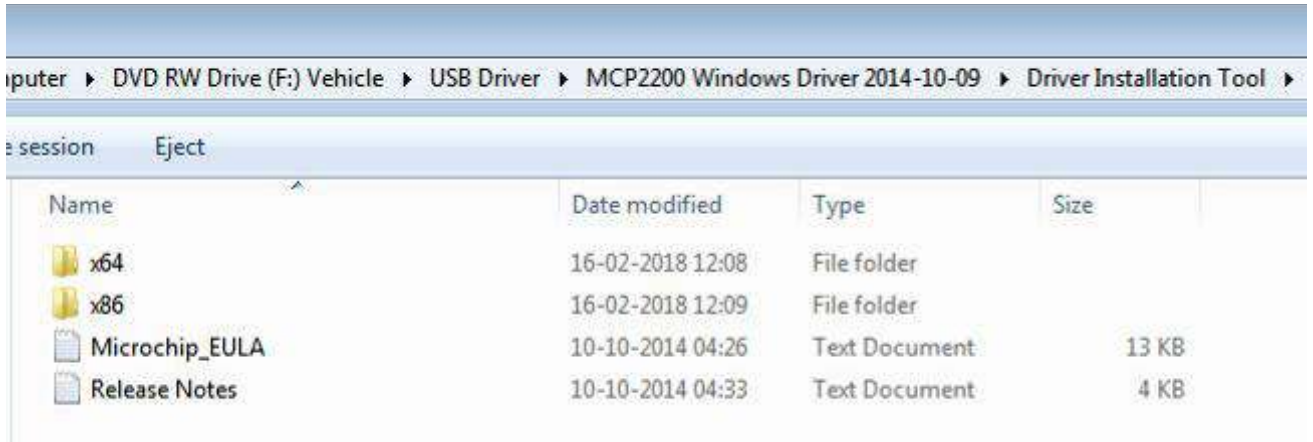 DVD RW Drive (F:) Vehicle USB Driver MCP2200 Windows Driver 2014-10-09 Driver Installation Tool
session Eject
Name Date modified Type Size
x64 16-02-2018 12:08 File folder
x86 16-02-2018 12:09 File folder
Microchip_EULA 10-10-2014 04:26 Text Document 13 KB
Release Notes 10-10-2014 04:33 Text Document 4 KB